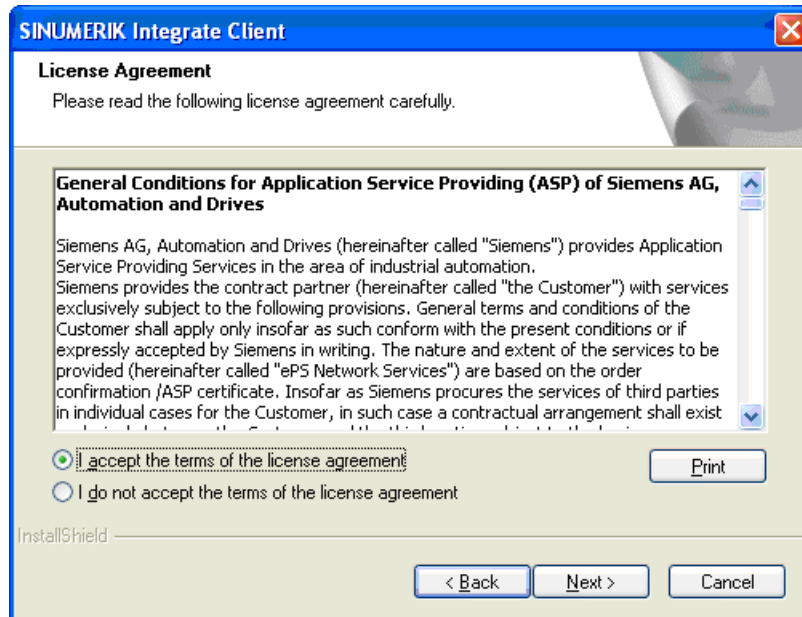 SINUMERIK Integrate Client
License Agreement
Please read the following license agreement carefully.
General Conditions for Application Service Providing (ASP) of Siemens AG,
Automation and Drives
Siemens AG, Automation and Drives (hereinafter called "Siemens") provides Application
Service Providing Services in the area of industrial automation.
Siemens provides the contract partner (hereinafter called "the Customer") with services
exclusively subject to the following provisions. General terms and conditions of the
Customer shall apply only insofar as such conform with the present conditions or if
expressly accepted by Siemens in writing. The nature and extent of the services to be
provided (hereinafter called "ePS Network Services") are based on the order
confirmation /ASP certificate. Insofar as Siemens procures the services of third parties
in individual cases for the Customer, in such case a contractual arrangement shall exist
I accept the terms of the license agreement
Print
I do not accept the terms of the license agreement
InstallShield
< Back
Next >
Cancel